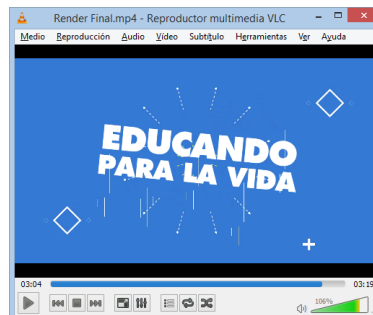 Render Final.mp4 - Reproductor multimedia VLC
Medio Reproducción Audio Vídeo Subtítulo Herramientas Ver Ayuda
EDUCANDO
PARA LA VIDA
03:04 03:19
106%